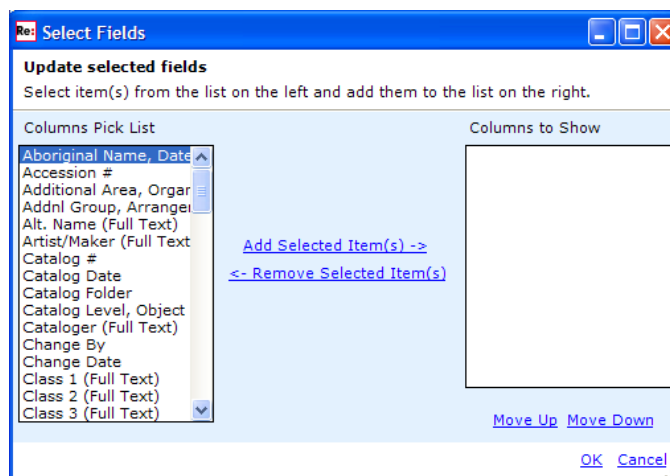 Re: Select Fields
Update selected fields
Select item(s) from the list on the left and add them to the list on the right.
Columns Pick List
Columns to Show
Aboriginal Name, Date
Accession #
Additional Area, Organ
Addnl Group, Arranger
Alt. Name (Full Text)
Artist/Maker (Full Text
Catalog #
Catalog Date
Catalog Folder
Catalog Level, Object
Cataloger (Full Text)
Change By
Change Date
Class 1 (Full Text)
Class 2 (Full Text)
Class 3 (Full Text)
Add Selected Item(s) ->
<- Remove Selected Item(s)
Move Up Move Down
OK Cancel